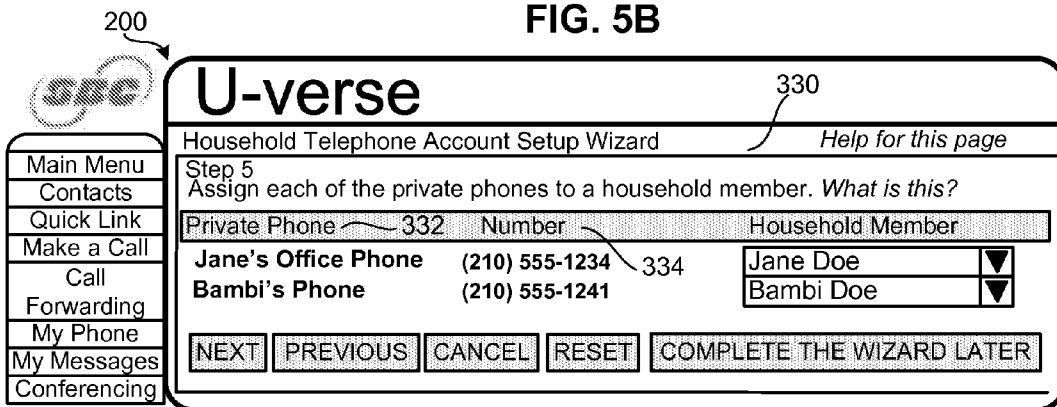 FIG. 5B
200
U-verse
330
Household Telephone Account Setup Wizard Help for this page
Step 5
Assign each of the private phones to a household member. What is this?
Private Phone 332 Number Household Member
Jane's Office Phone (210) 555-1234 334 Jane Doe
Bambi's Phone (210) 555-1241 Bambi Doe
NEXT PREVIOUS CANCEL RESET COMPLETE THE WIZARD LATER
Main Menu
Contacts
Quick Link
Make a Call
Call
Forwarding
My Phone
My Messages
Conferencing